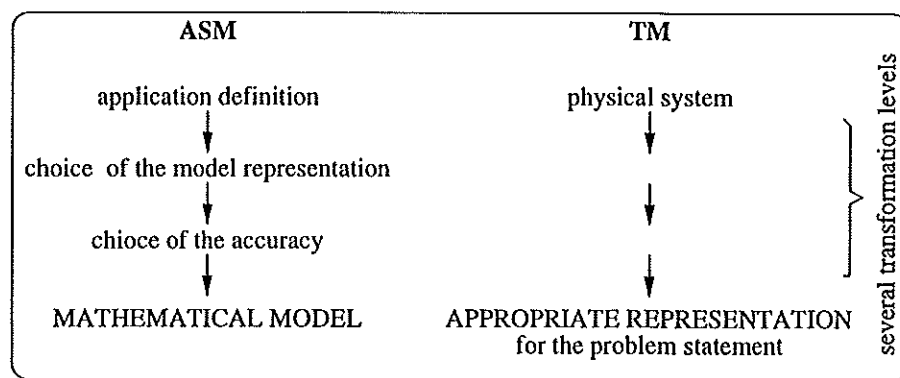 ASM
TM
application definition
physical system
choice of the model representation
chioce of the accuracy
MATHEMATICAL MODEL
APPROPRIATE REPRESENTATION
for the problem statement
several transformation levels